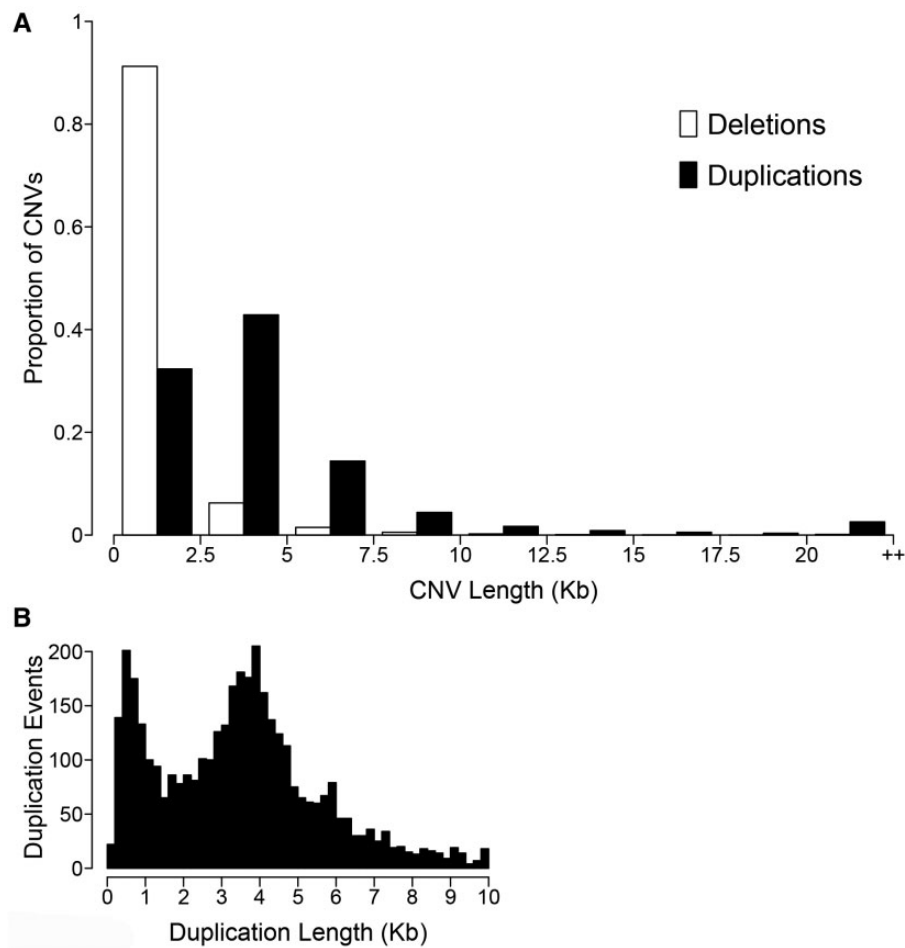 A
Proportion of CNVs
1
0.8
0.6
0.4
0.2
0
Deletions
Duplications
0 2.5 5 7.5 10 12.5 15 17.5 20 ++
CNV Length (Kb)
B
Duplication Events
200
150
100
50
0
0 1 2 3 4 5 6 7 8 9 10
Duplication Length (Kb)